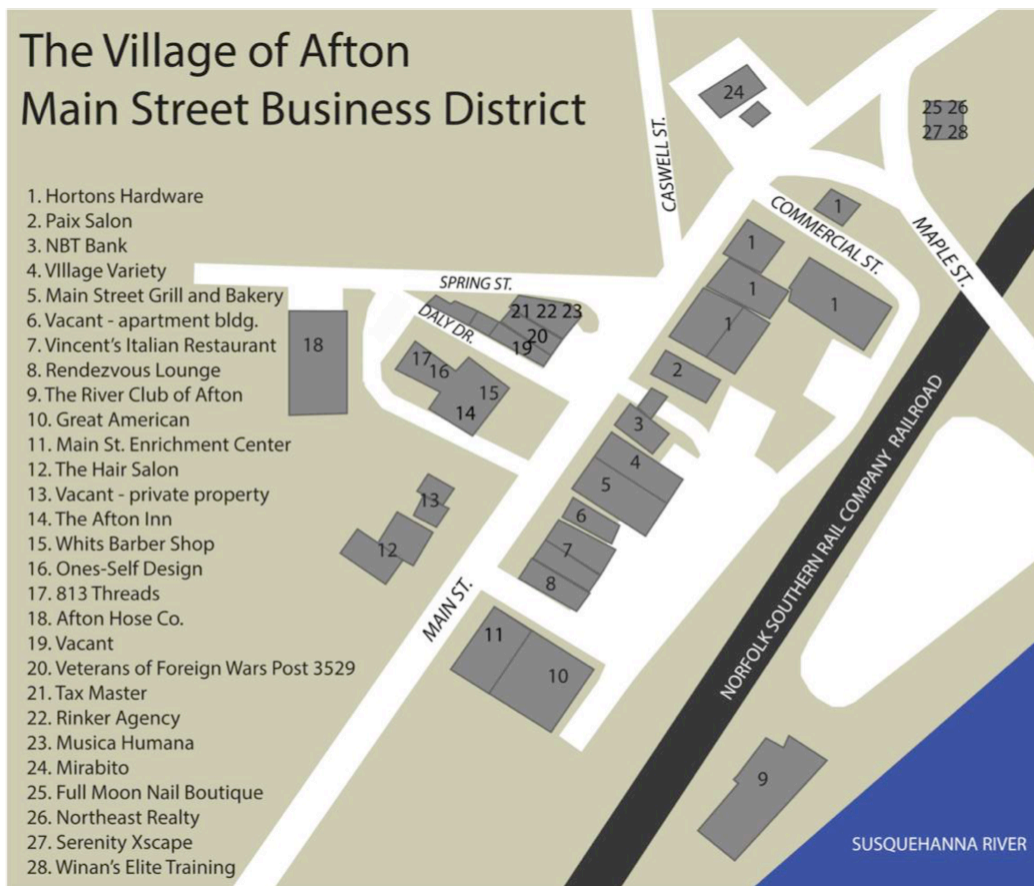 The Village of Afton
Main Street Business District
1. Hortons Hardware
2. Paix Salon
3. NBT Bank
4. VIllage Variety
5. Main Street Grill and Bakery
6. Vacant - apartment bldg.
7. Vincent's Italian Restaurant
8. Rendezvous Lounge
9. The River Club of Afton
10. Great American
11. Main St. Enrichment Center
12. The Hair Salon
13. Vacant - private property
14. The Afton Inn
15. Whits Barber Shop
16. Ones-Self Design
17. 813 Threads
18. Afton Hose Co.
19. Vacant
20. Veterans of Foreign Wars Post 3529
21. Tax Master
22. Rinker Agency
23. Musica Humana
24. Mirabito
25. Full Moon Nail Boutique
26. Northeast Realty
27. Serenity Xscape
28. Winan's Elite Training
24
25 26
27 28
CASWELL ST.
COMMERCIAL ST.
MAPLE ST.
1
1
1
1
1
SPRING ST.
DALY DR.
21 22 23
20
19
18
17
16
15
14
2
3
4
5
6
7
8
13
12
MAIN ST.
11
10
9
NORFOLK SOUTHERN RAIL COMPANY RAILROAD
SUSQUEHANNA RIVER